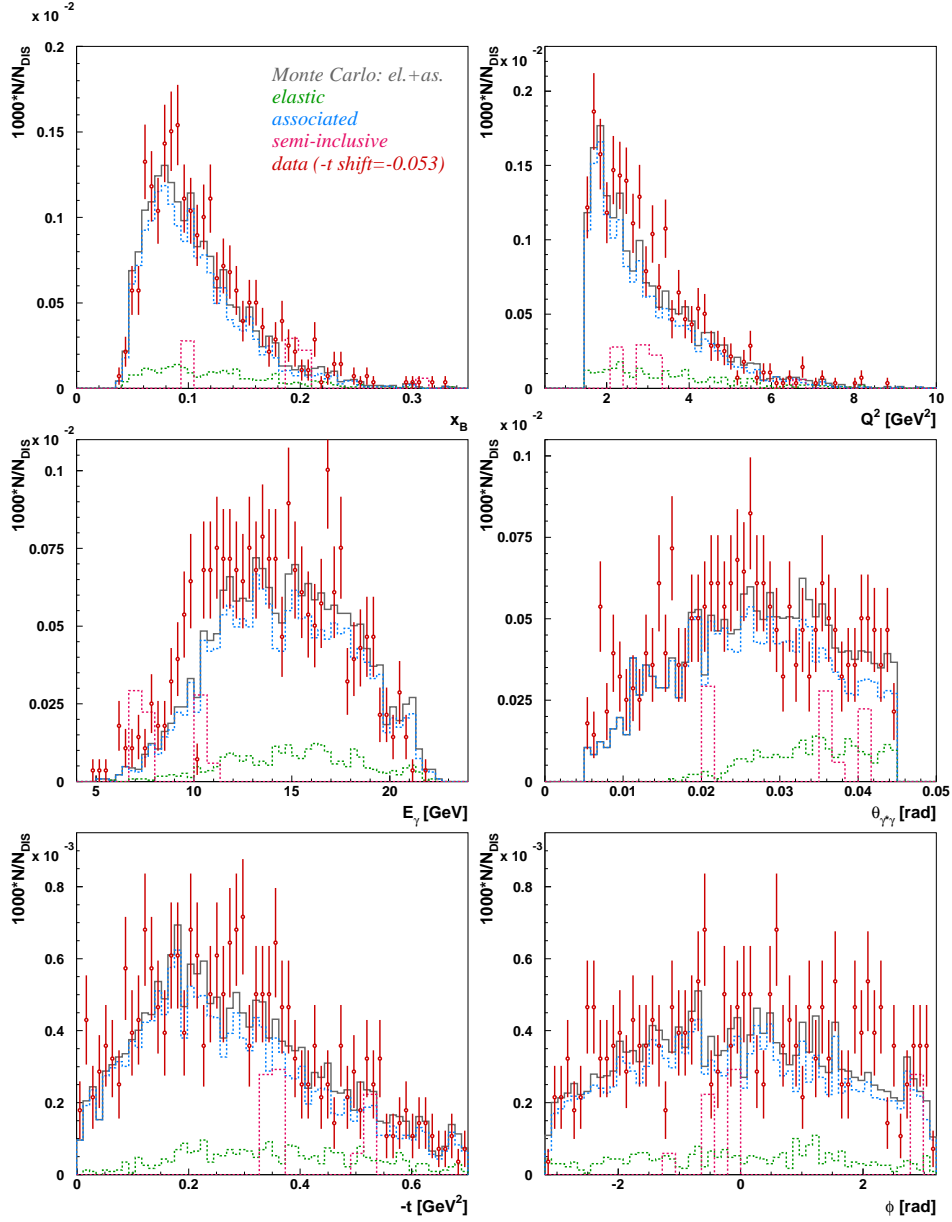 x 10⁻²
1000*N/N_DIS
0.2
0.15
0.1
0.05
0
Monte Carlo: el.+as.
elastic
associated
semi-inclusive
data (-t shift=-0.053)
0 0.1 0.2 0.3
x_B
x 10⁻²
1000*N/N_DIS
0.2
0.15
0.1
0.05
0
2 4 6 8 10
Q² [GeV²]
x 10⁻²
1000*N/N_DIS
0.1
0.075
0.05
0.025
0
5 10 15 20
E_γ [GeV]
x 10⁻²
1000*N/N_DIS
0.1
0.075
0.05
0.025
0
0 0.01 0.02 0.03 0.04 0.05
θ_γ*γ [rad]
x 10⁻³
1000*N/N_DIS
0.8
0.6
0.4
0.2
0
0 0.2 0.4 0.6
-t [GeV²]
x 10⁻³
1000*N/N_DIS
0.8
0.6
0.4
0.2
0
-2 0 2
ϕ [rad]